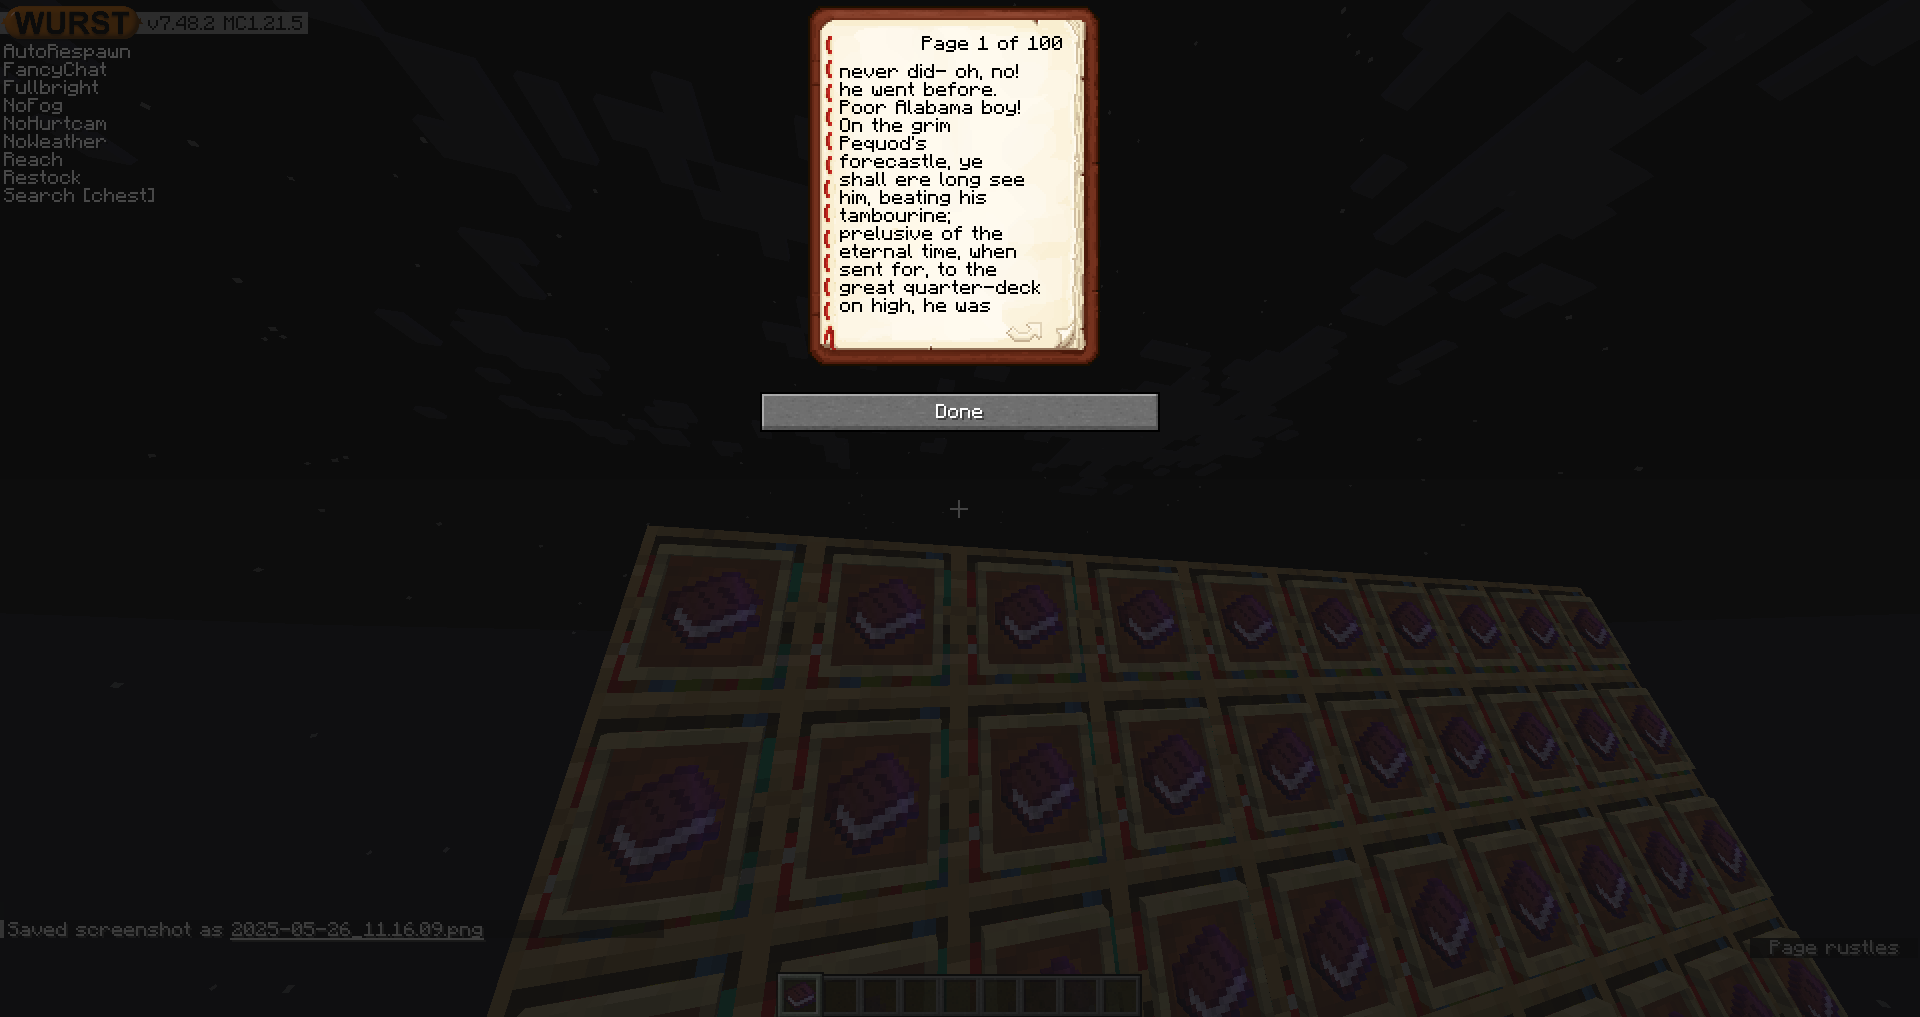 WURST v7.48.2 MC1.21.5
AutoRespawn
FancyChat
Fullbright
NoFog
NoHurtcam
NoWeather
Reach
Restock
Search [chest]
Page 1 of 100
never did– oh, no!
he went before.
Poor Alabama boy!
On the grim
Pequod's
forecastle, ye
shall ere long see
him, beating his
tambourine;
prelusive of the
eternal time, when
sent for, to the
great quarter-deck
on high, he was
Done
Saved screenshot as 2025-05-26_11.16.09.png
Page rustles